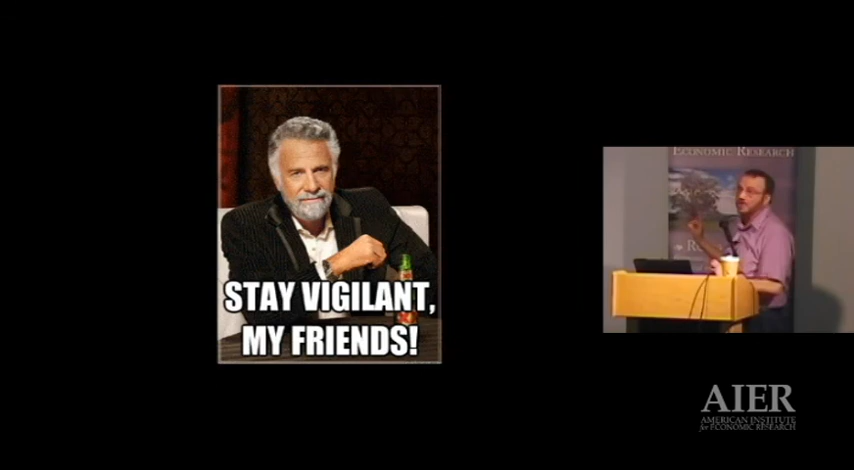 STAY VIGILANT,
MY FRIENDS!
ECONOMIC RESEARCH
AIER
AMERICAN INSTITUTE
for ECONOMIC RESEARCH